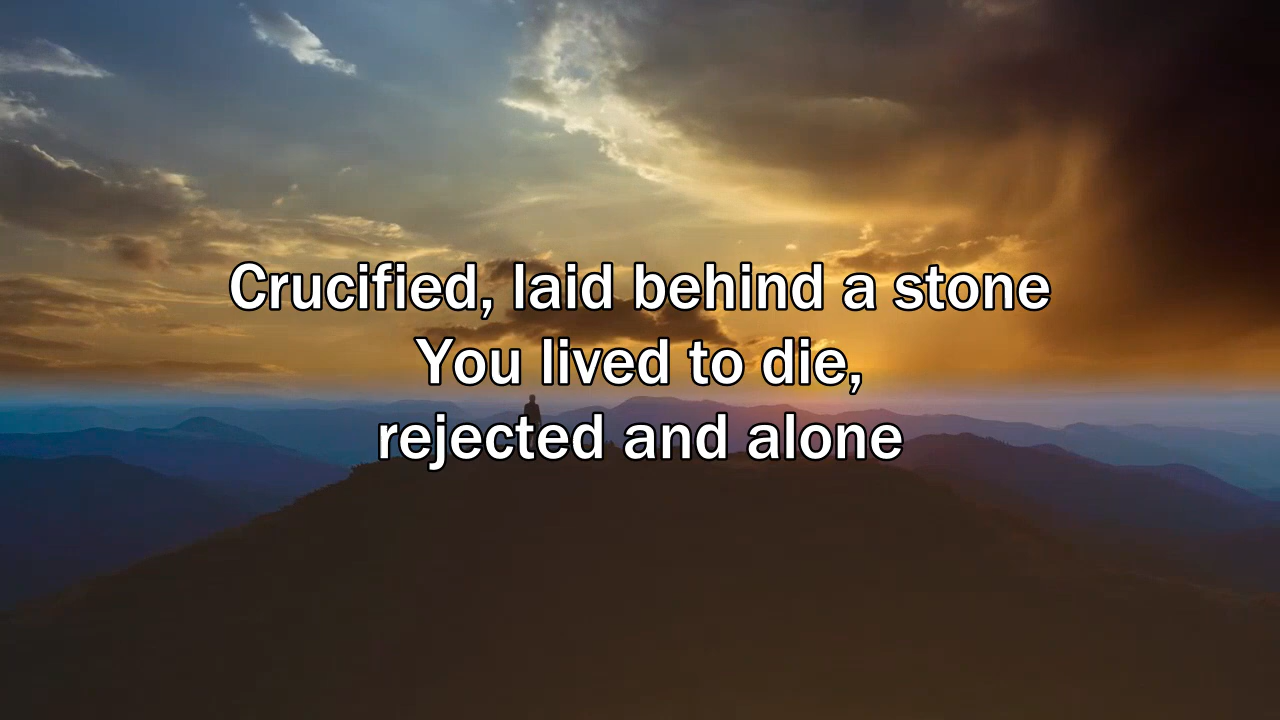 Crucified, laid behind a stone
You lived to die,
rejected and alone